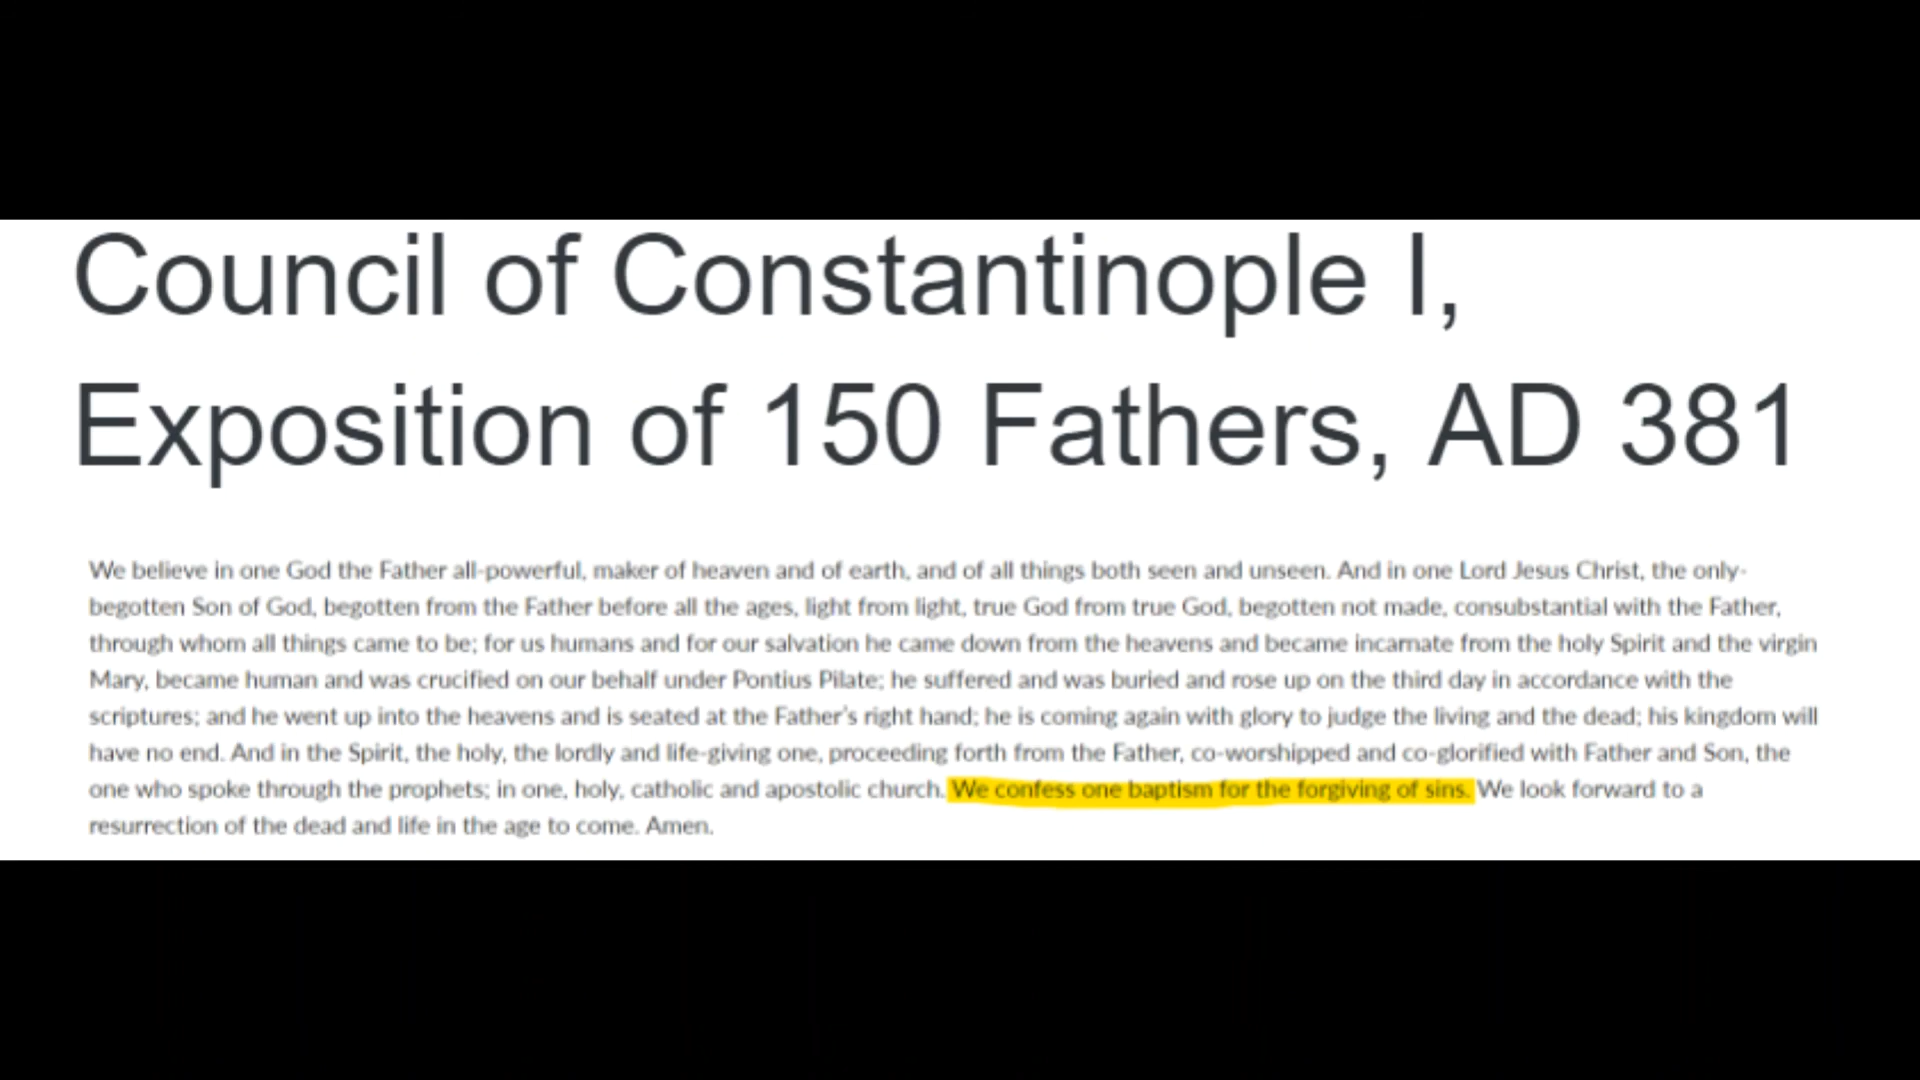 Council of Constantinople I,
Exposition of 150 Fathers, AD 381
We believe in one God the Father all-powerful, maker of heaven and of earth, and of all things both seen and unseen. And in one Lord Jesus Christ, the only-
begotten Son of God, begotten from the Father before all the ages, light from light, true God from true God, begotten not made, consubstantial with the Father,
through whom all things came to be; for us humans and for our salvation he came down from the heavens and became incarnate from the holy Spirit and the virgin
Mary, became human and was crucified on our behalf under Pontius Pilate; he suffered and was buried and rose up on the third day in accordance with the
scriptures; and he went up into the heavens and is seated at the Father's right hand; he is coming again with glory to judge the living and the dead; his kingdom will
have no end. And in the Spirit, the holy, the lordly and life-giving one, proceeding forth from the Father, co-worshipped and co-glorified with Father and Son, the
one who spoke through the prophets; in one, holy, catholic and apostolic church. We confess one baptism for the forgiving of sins. We look forward to a
resurrection of the dead and life in the age to come. Amen.